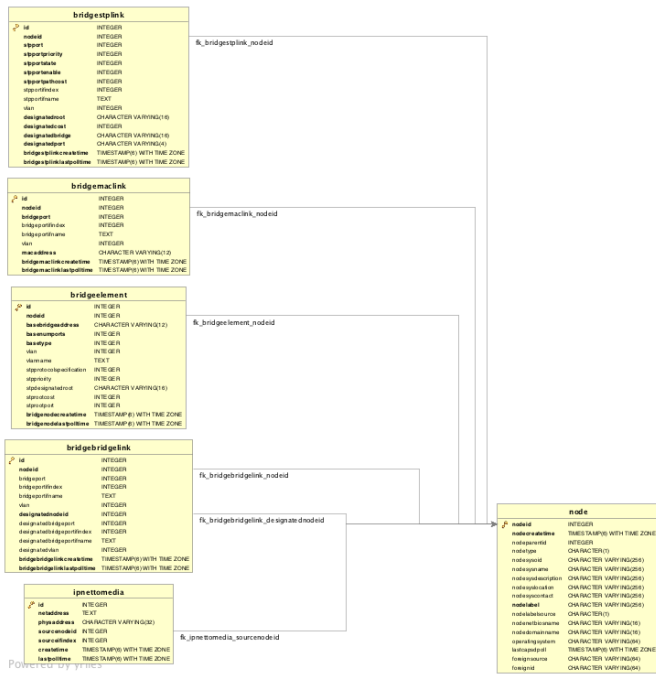 bridgestplink
id INTEGER
nodeid INTEGER
stpport INTEGER
stpportpriority INTEGER
stpportstate INTEGER
stpportenable INTEGER
stpportpathcost INTEGER
stpportifindex INTEGER
stpportifname TEXT
vlan INTEGER
designatedroot CHARACTER VARYING(16)
designatedcost INTEGER
designatedbridge CHARACTER VARYING(16)
designatedport CHARACTER VARYING(4)
bridgestplinkcreatetime TIMESTAMP(6) WITH TIME ZONE
bridgestplinklastpolltime TIMESTAMP(6) WITH TIME ZONE
fk_bridgestplink_nodeid
bridgemaclink
id INTEGER
nodeid INTEGER
bridgeport INTEGER
bridgeportifindex INTEGER
bridgeportifname TEXT
vlan INTEGER
macaddress CHARACTER VARYING(12)
bridgemaclinkcreatetime TIMESTAMP(6) WITH TIME ZONE
bridgemaclinklastpolltime TIMESTAMP(6) WITH TIME ZONE
fk_bridgemaclink_nodeid
bridgeelement
id INTEGER
nodeid INTEGER
basebridgeaddress CHARACTER VARYING(12)
basenumports INTEGER
basetype INTEGER
vlan INTEGER
vlanname TEXT
stpprotocolspecification INTEGER
stppriority INTEGER
stpdesignatedroot CHARACTER VARYING(16)
stprootcost INTEGER
stprootport INTEGER
bridgenodecreatetime TIMESTAMP(6) WITH TIME ZONE
bridgenodelastpolltime TIMESTAMP(6) WITH TIME ZONE
fk_bridgeelement_nodeid
bridgebridgelink
id INTEGER
nodeid INTEGER
bridgeport INTEGER
bridgeportifindex INTEGER
bridgeportifname TEXT
vlan INTEGER
designatednodeid INTEGER
designatedbridgeport INTEGER
designatedbridgeportifindex INTEGER
designatedbridgeportifname TEXT
designatedvlan INTEGER
bridgebridgelinkcreatetime TIMESTAMP(6) WITH TIME ZONE
bridgebridgelinklastpolltime TIMESTAMP(6) WITH TIME ZONE
fk_bridgebridgelink_nodeid
fk_bridgebridgelink_designatednodeid
ipnettomedia
id INTEGER
netaddress TEXT
physaddress CHARACTER VARYING(32)
sourcenodeid INTEGER
sourceifindex INTEGER
createtime TIMESTAMP(6) WITH TIME ZONE
lastpolltime TIMESTAMP(6) WITH TIME ZONE
fk_ipnettomedia_sourcenodeid
node
nodeid INTEGER
nodecreatetime TIMESTAMP(6) WITH TIME ZONE
nodeparentid INTEGER
nodetype CHARACTER(1)
nodesysoid CHARACTER VARYING(256)
nodesysname CHARACTER VARYING(256)
nodesysdescription CHARACTER VARYING(256)
nodesyslocation CHARACTER VARYING(256)
nodesyscontact CHARACTER VARYING(256)
nodelabel CHARACTER VARYING(256)
nodelabelsource CHARACTER(1)
nodenetbiosname CHARACTER VARYING(16)
nodedomainname CHARACTER VARYING(16)
operatingsystem CHARACTER VARYING(64)
lastcapsdpoll TIMESTAMP(6) WITH TIME ZONE
foreignsource CHARACTER VARYING(64)
foreignid CHARACTER VARYING(64)
Powered by yFiles